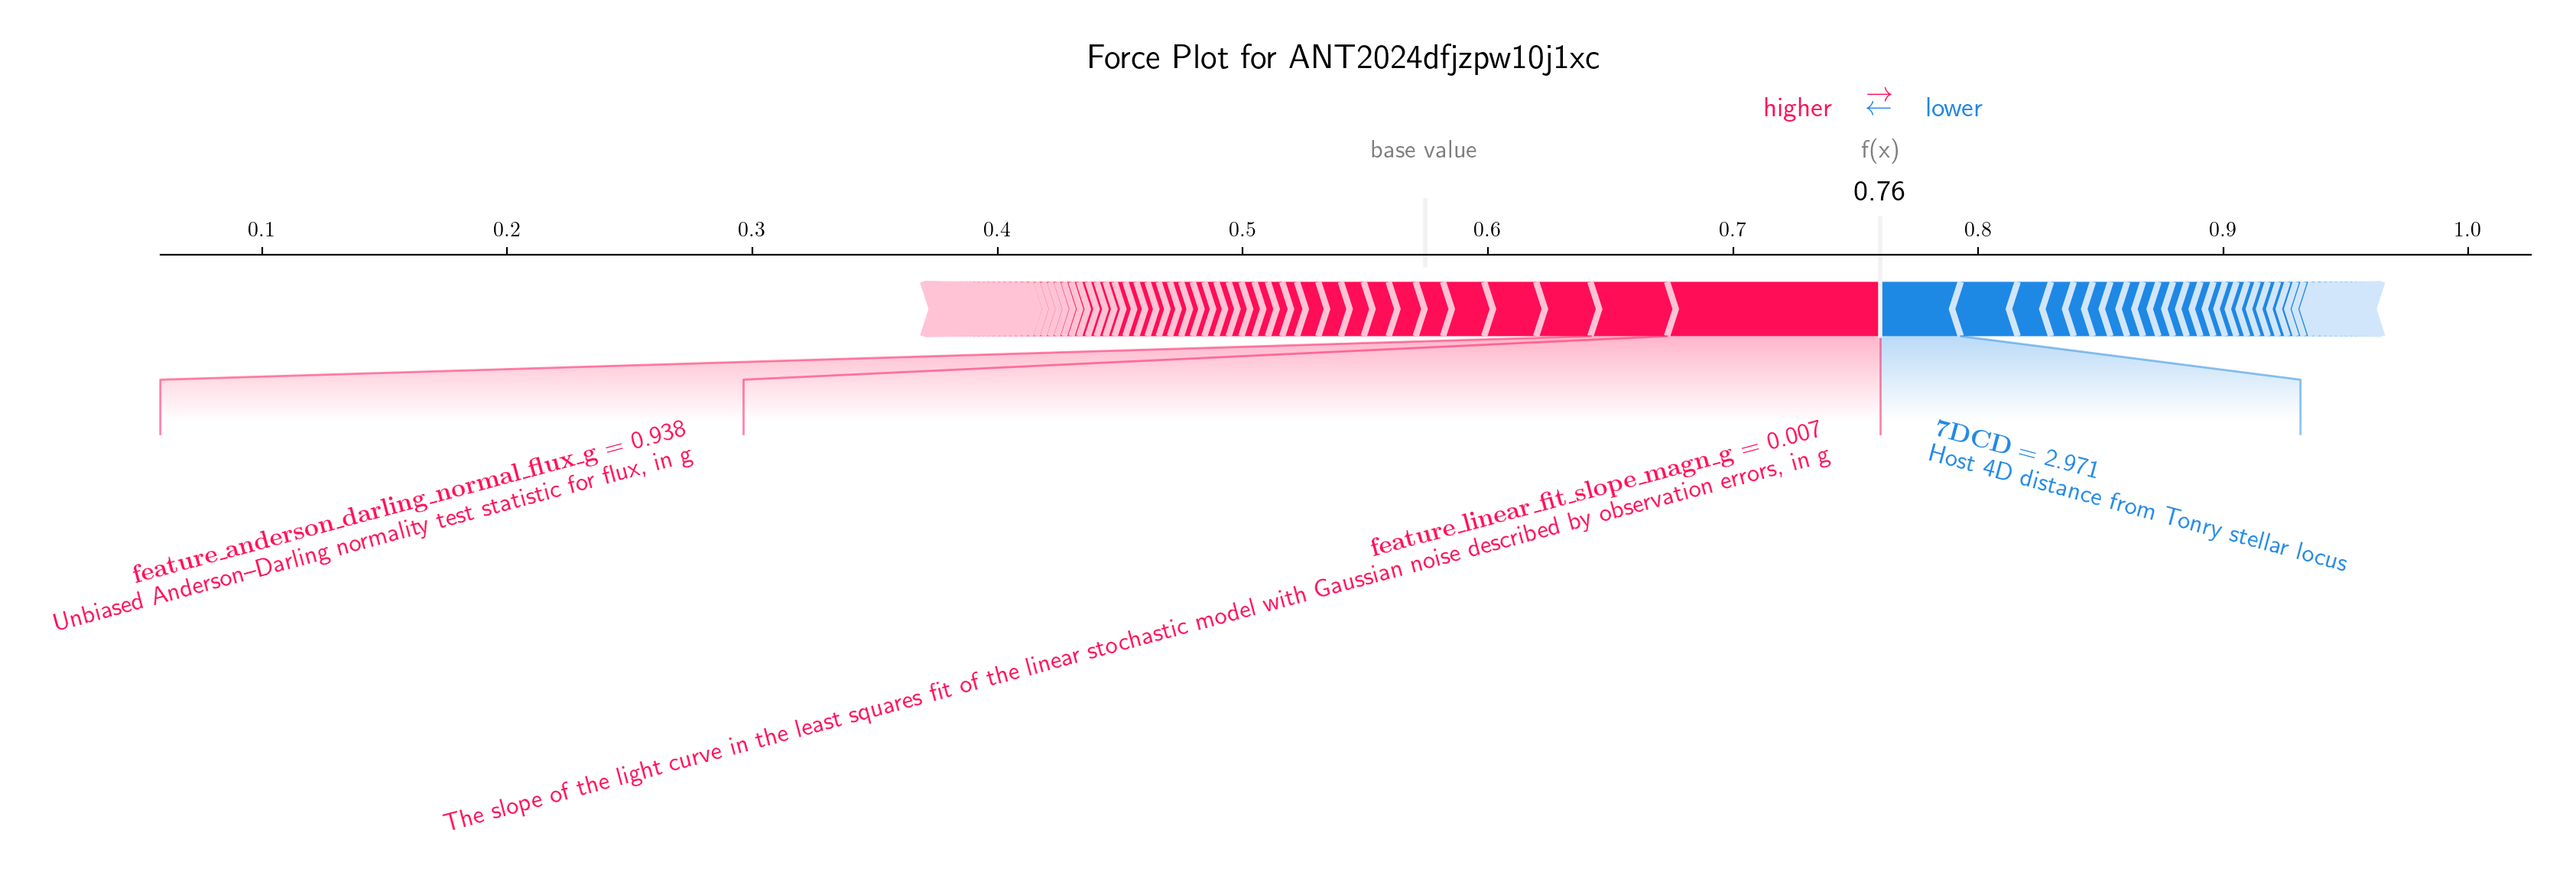 Force Plot for ANT2024dfjzpw10j1xc
higher → ← lower
base value f(x)
0.76
0.1 0.2 0.3 0.4 0.5 0.6 0.7 0.8 0.9 1.0
feature_anderson_darling_normal_flux_g = 0.938
Unbiased Anderson–Darling normality test statistic for flux, in g
feature_linear_fit_slope_magn_g = 0.007
The slope of the light curve in the least squares fit of the linear stochastic model with Gaussian noise described by observation errors, in g
7DCD = 2.971
Host 4D distance from Tonry stellar locus